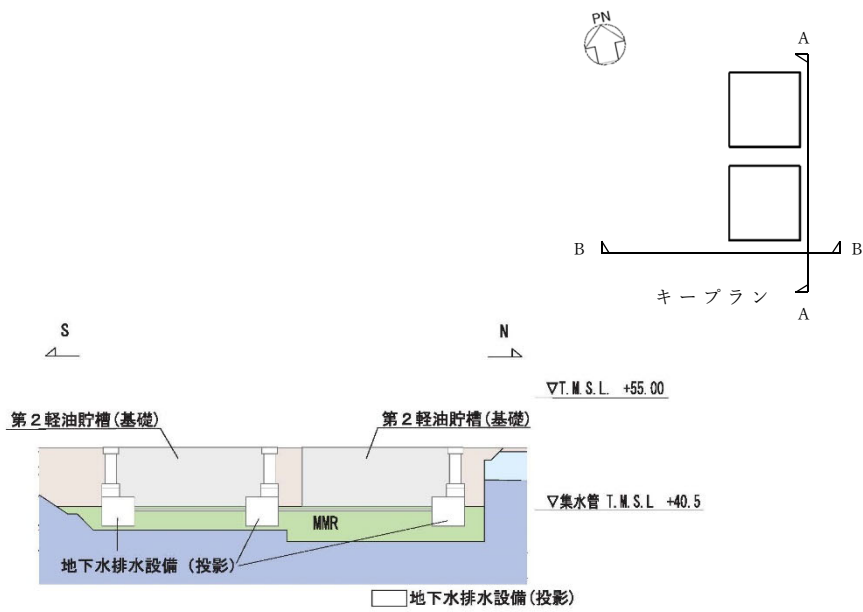 PN
A
B
B
キープラン
A
S
N
▽T.M.S.L. +55.00
第2軽油貯槽(基礎)
第2軽油貯槽(基礎)
▽集水管 T.M.S.L +40.5
MMR
地下水排水設備(投影)
地下水排水設備(投影)